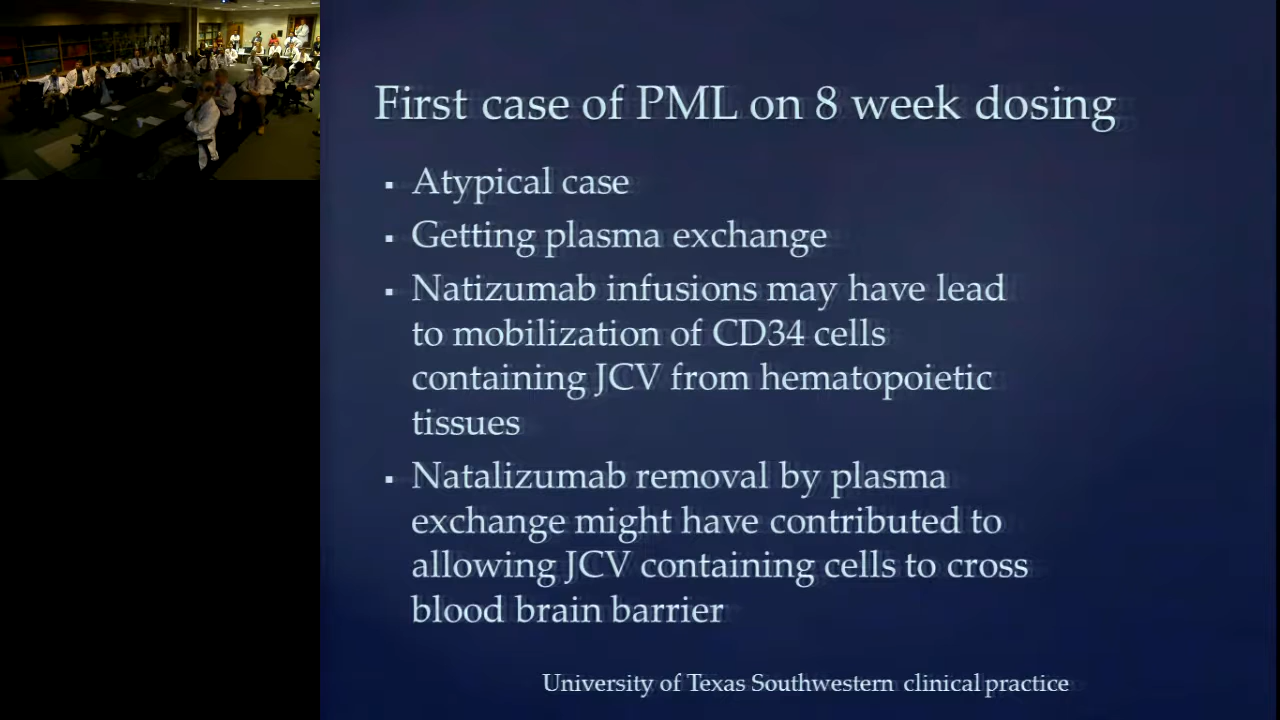 First case of PML on 8 week dosing
▪ Atypical case
▪ Getting plasma exchange
▪ Natizumab infusions may have lead
to mobilization of CD34 cells
containing JCV from hematopoietic
tissues
▪ Natalizumab removal by plasma
exchange might have contributed to
allowing JCV containing cells to cross
blood brain barrier
University of Texas Southwestern clinical practice